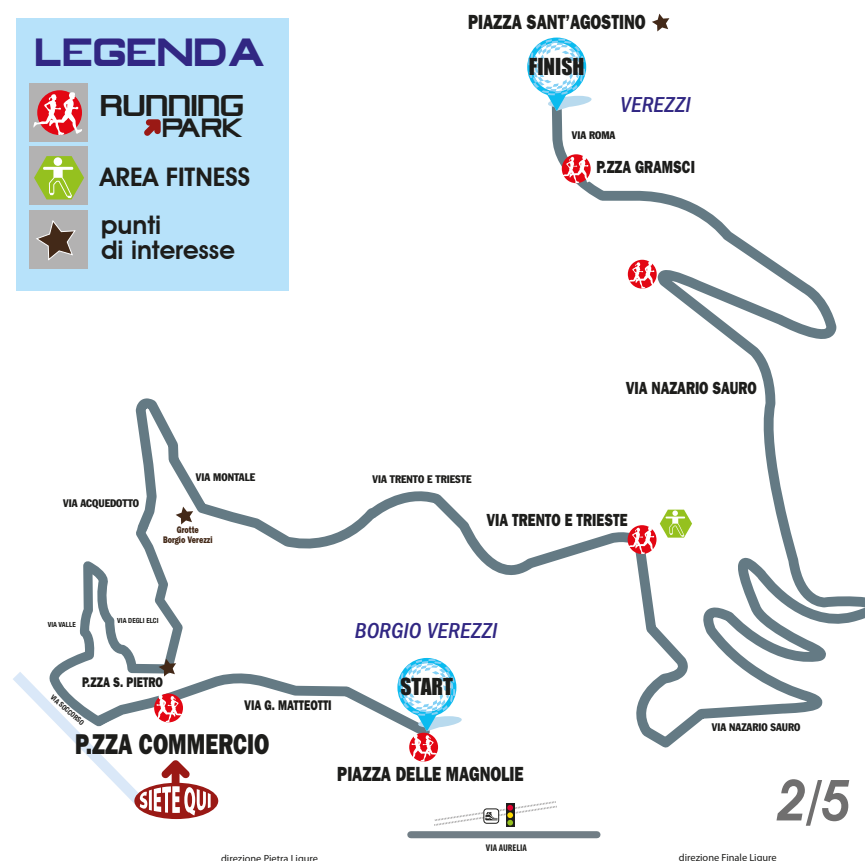 LEGENDA
RUNNING
PARK
AREA FITNESS
punti
di interesse
PIAZZA SANT'AGOSTINO
FINISH
VEREZZI
VIA ROMA
P.ZZA GRAMSCI
VIA NAZARIO SAURO
VIA MONTALE
VIA TRENTO E TRIESTE
VIA ACQUEDOTTO
VIA TRENTO E TRIESTE
Grotte
Borgio Verezzi
VIA VALLE
VIA DEGLI ELCI
BORGIO VEREZZI
P.ZZA S. PIETRO
START
VIA SOCCORSO
VIA G. MATTEOTTI
VIA NAZARIO SAURO
P.ZZA COMMERCIO
PIAZZA DELLE MAGNOLIE
SIETE QUI
2/5
VIA AURELIA
direzione Pietra Ligure
direzione Finale Ligure